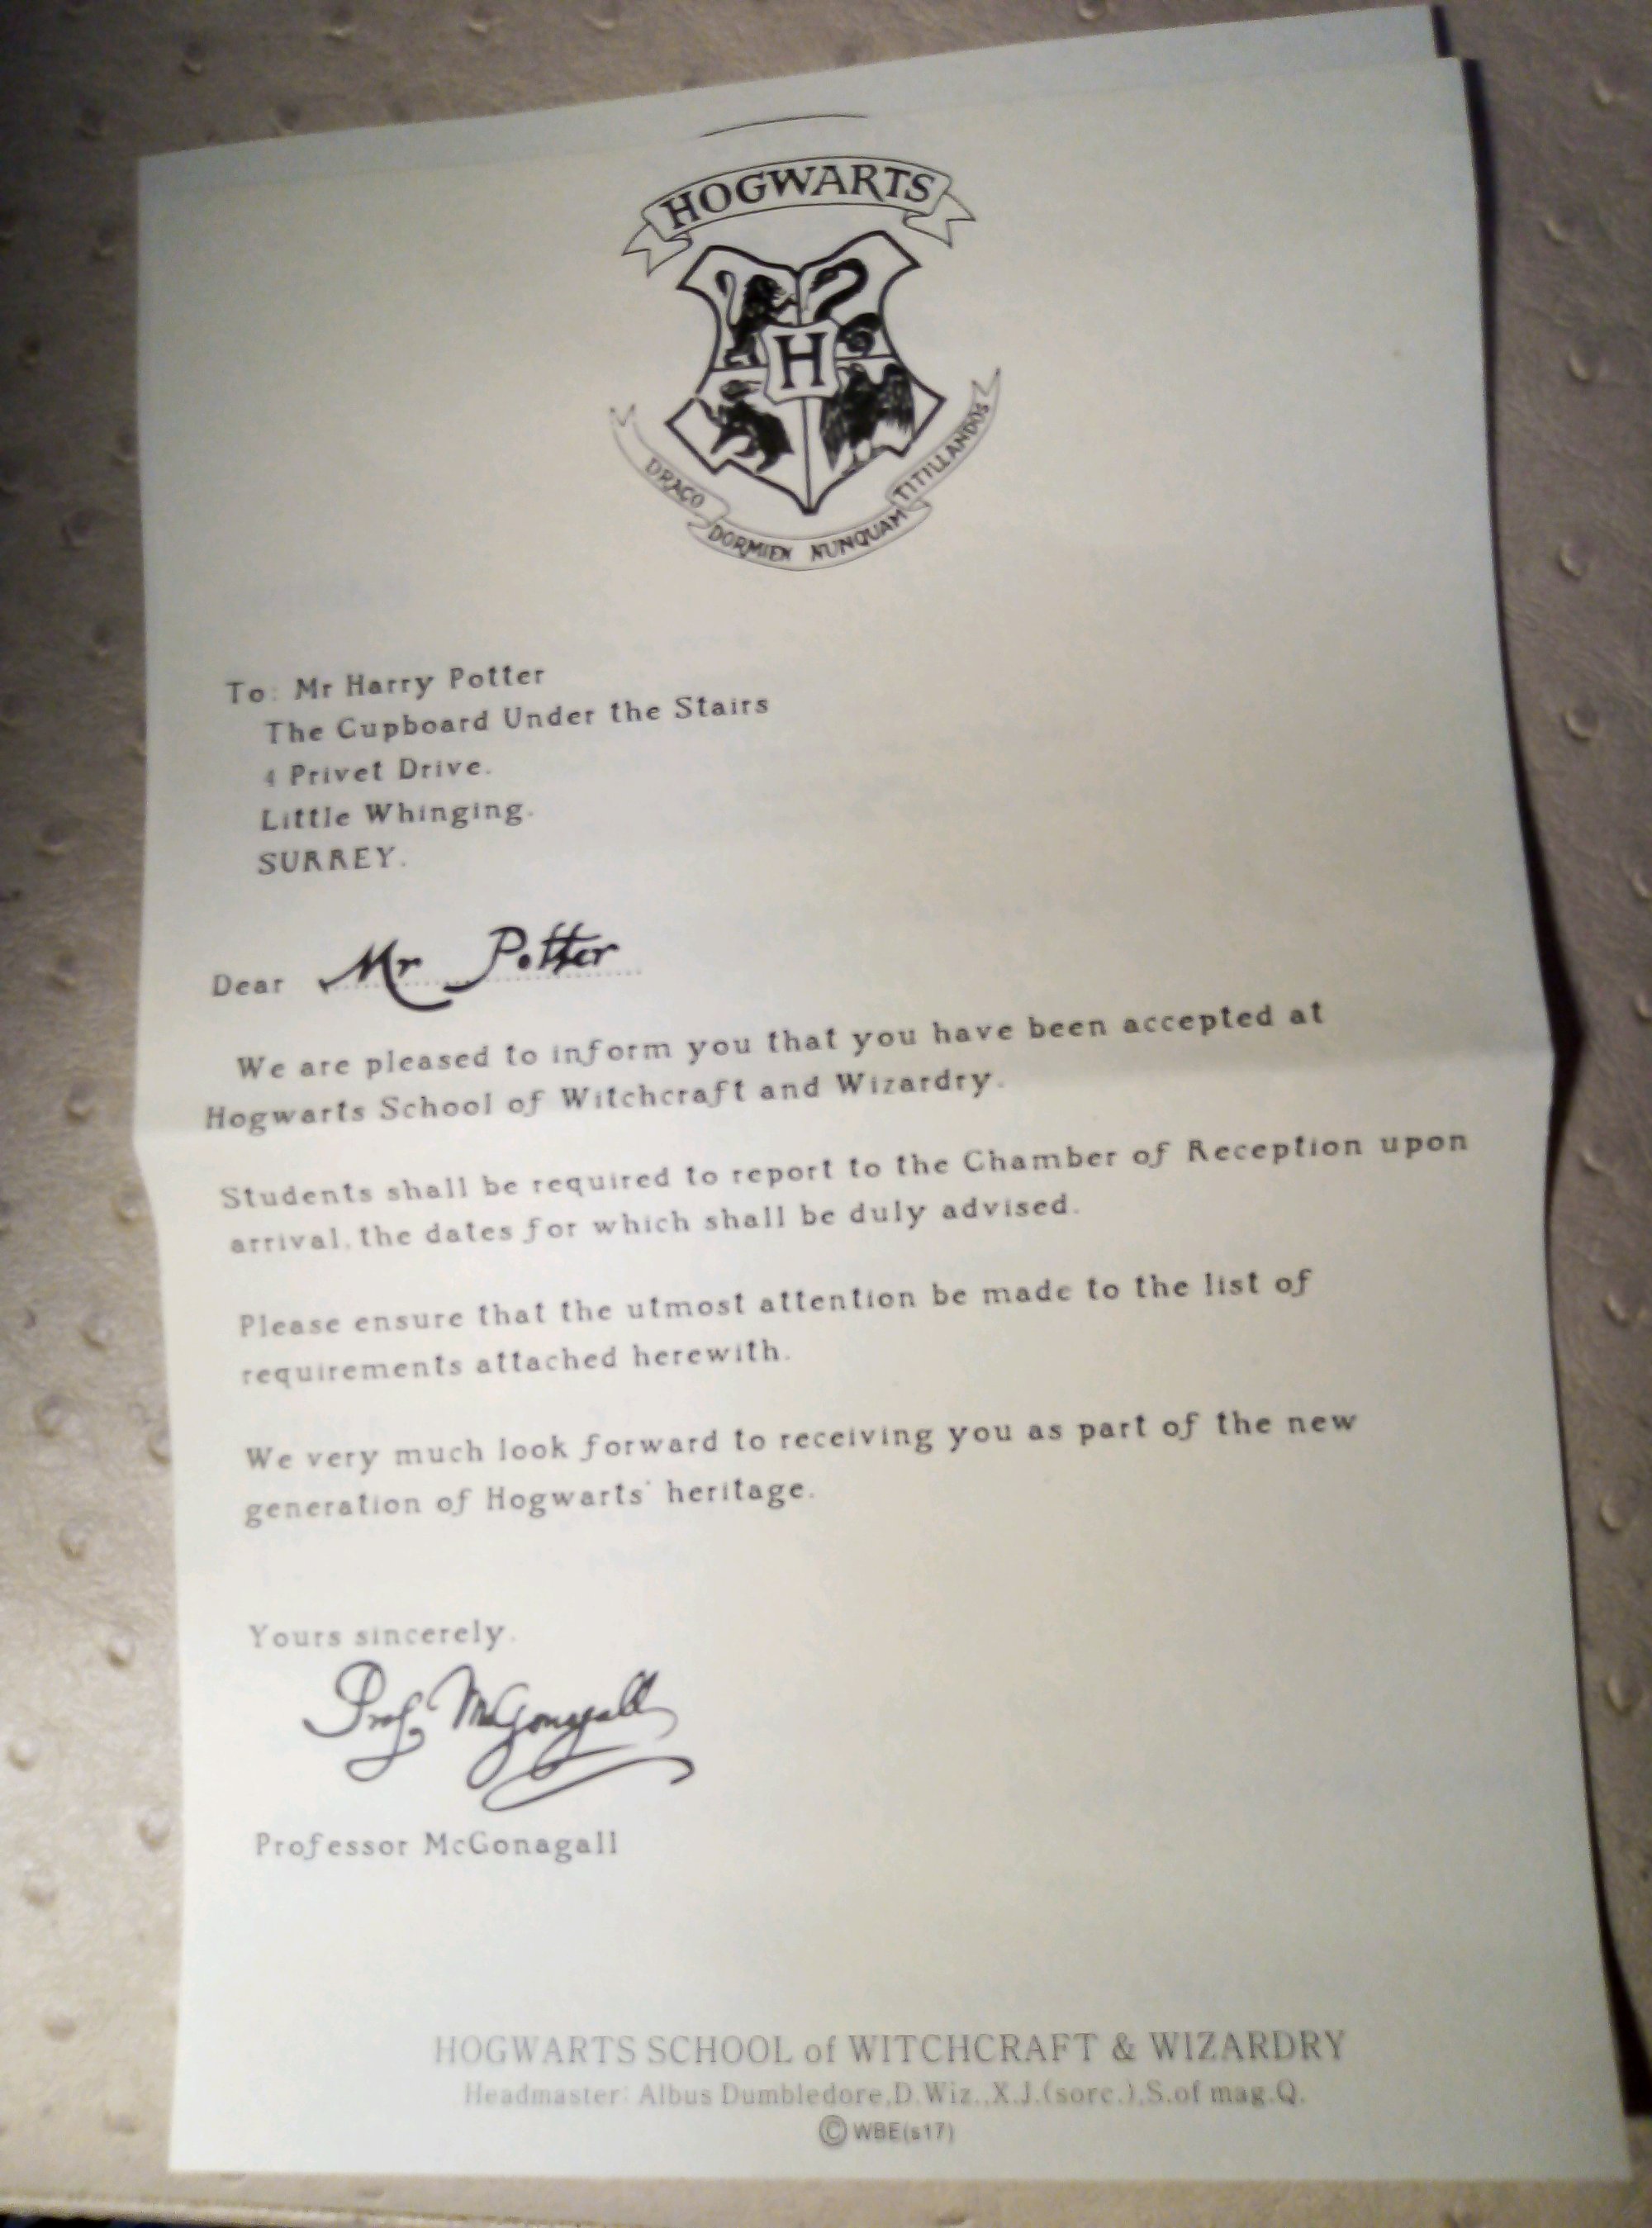 HOGWARTS
H
DRACO DORMIEN NUNQUAM TITILLANDUS
To: Mr Harry Potter
The Cupboard Under the Stairs
4 Privet Drive.
Little Whinging.
SURREY.
Dear Mr Potter
We are pleased to inform you that you have been accepted at
Hogwarts School of Witchcraft and Wizardry.
Students shall be required to report to the Chamber of Reception upon
arrival, the dates for which shall be duly advised.
Please ensure that the utmost attention be made to the list of
requirements attached herewith.
We very much look forward to receiving you as part of the new
generation of Hogwarts' heritage.
Yours sincerely,
Prof. McGonagall
Professor McGonagall
HOGWARTS SCHOOL of WITCHCRAFT & WIZARDRY
Headmaster: Albus Dumbledore,D.Wiz.,X.J.(sorc.),S.of mag.Q.
© WBE(s17)